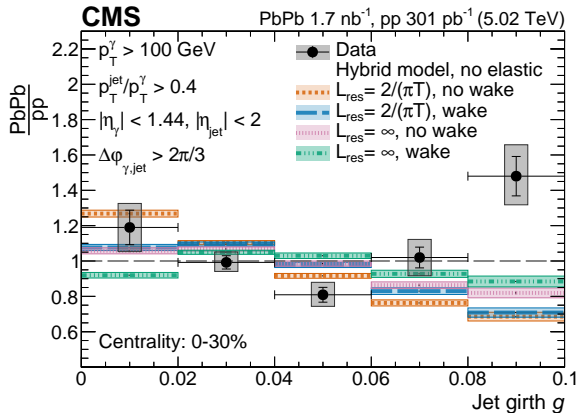 CMS
PbPb 1.7 nb⁻¹, pp 301 pb⁻¹ (5.02 TeV)
p_T^γ > 100 GeV
p_T^jet/p_T^γ > 0.4
|η_γ| < 1.44, |η_jet| < 2
Δφ_γ,jet > 2π/3
Data
Hybrid model, no elastic
L_res = 2/(πT), no wake
L_res = 2/(πT), wake
L_res = ∞, no wake
L_res = ∞, wake
PbPb
pp
2.2
2
1.8
1.6
1.4
1.2
1
0.8
0.6
Centrality: 0-30%
0 0.02 0.04 0.06 0.08 0.1
Jet girth g